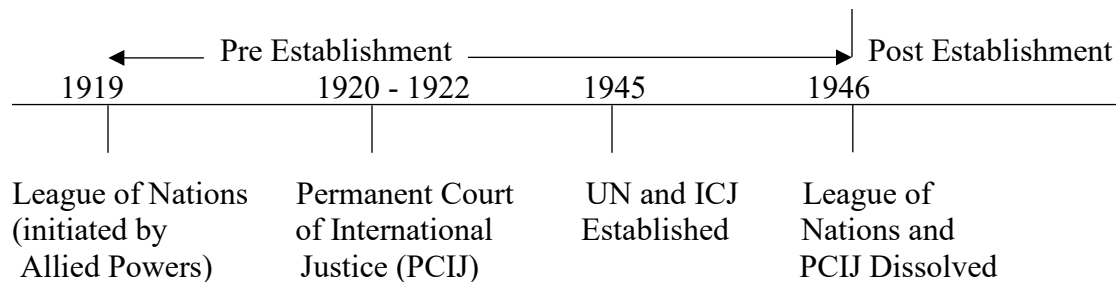 Pre Establishment Post Establishment
1919 1920 - 1922 1945 1946
League of Nations Permanent Court UN and ICJ League of
(initiated by of International Established Nations and
Allied Powers) Justice (PCIJ) PCIJ Dissolved